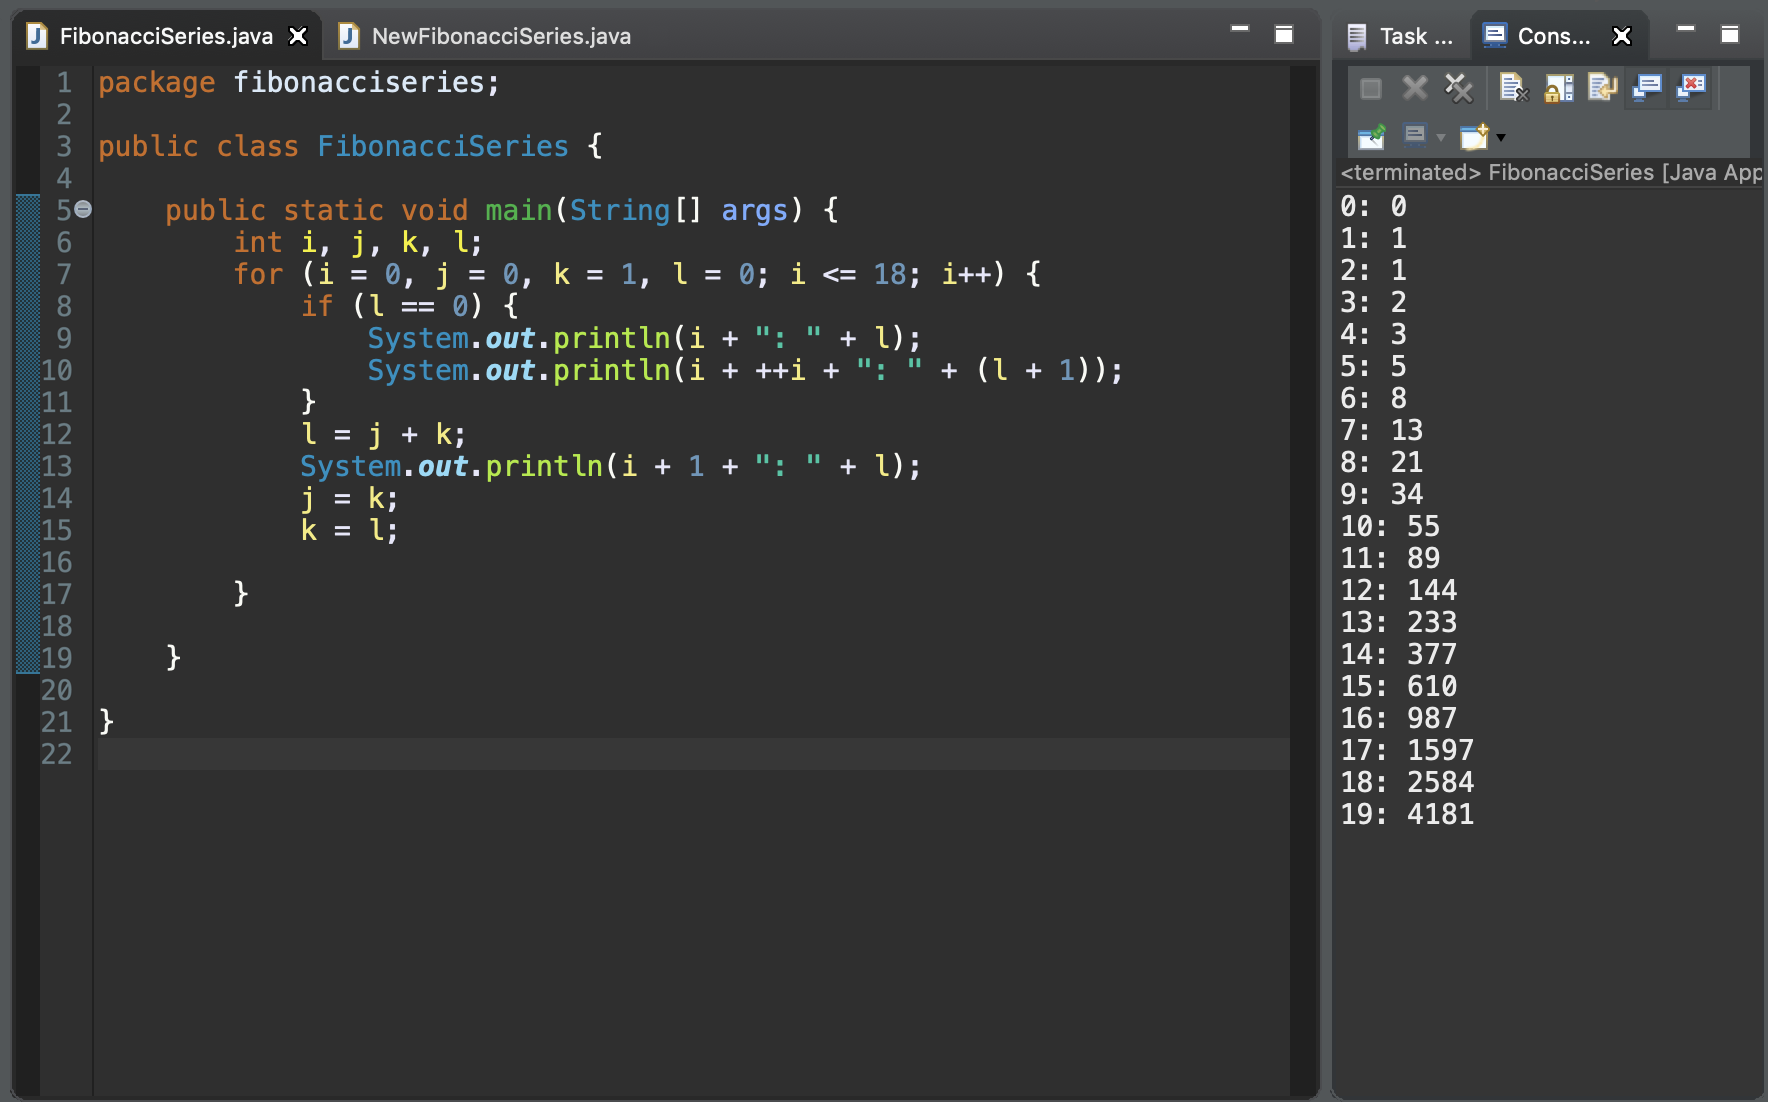 FibonacciSeries.java
NewFibonacciSeries.java
1 package fibonacciseries;
2
3 public class FibonacciSeries {
4
5     public static void main(String[] args) {
6         int i, j, k, l;
7         for (i = 0, j = 0, k = 1, l = 0; i <= 18; i++) {
8             if (l == 0) {
9                 System.out.println(i + ": " + l);
10                 System.out.println(i + ++i + ": " + (l + 1));
11             }
12             l = j + k;
13             System.out.println(i + 1 + ": " + l);
14             j = k;
15             k = l;
16
17         }
18
19     }
20
21 }
22
Task ...
Cons...
<terminated> FibonacciSeries [Java App
0: 0
1: 1
2: 1
3: 2
4: 3
5: 5
6: 8
7: 13
8: 21
9: 34
10: 55
11: 89
12: 144
13: 233
14: 377
15: 610
16: 987
17: 1597
18: 2584
19: 4181